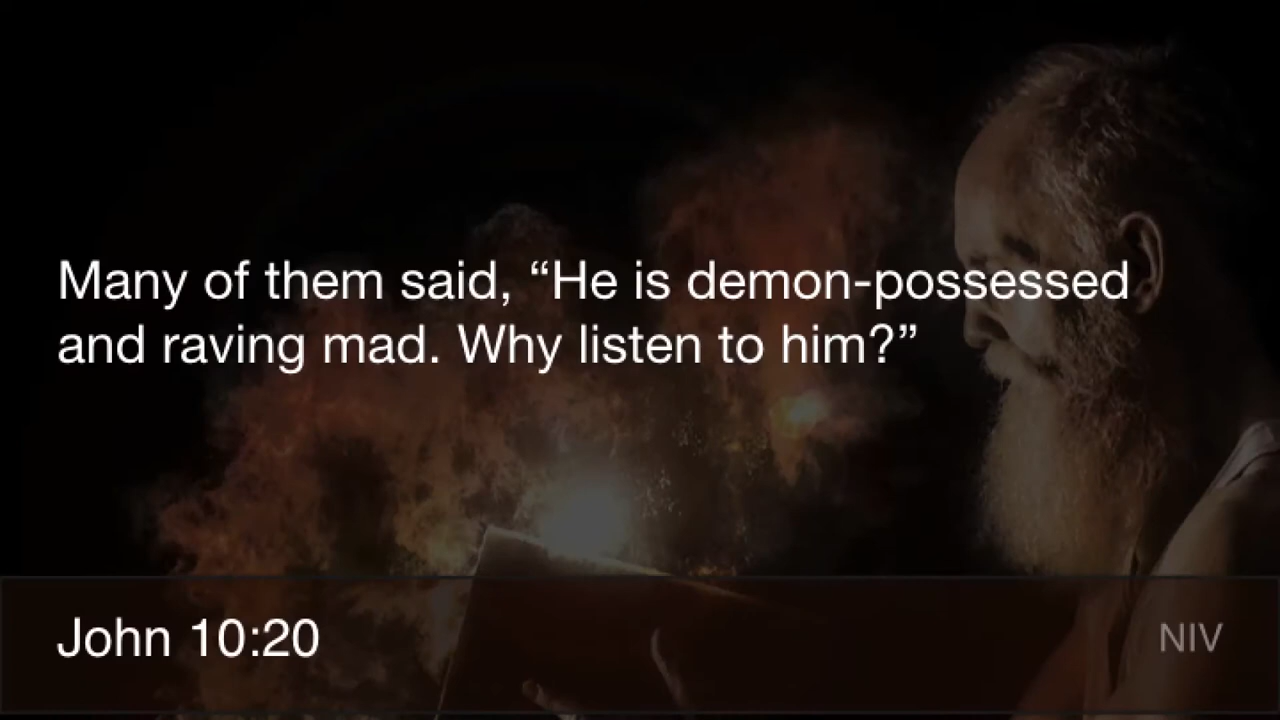 Many of them said, “He is demon-possessed
and raving mad. Why listen to him?”
John 10:20
NIV